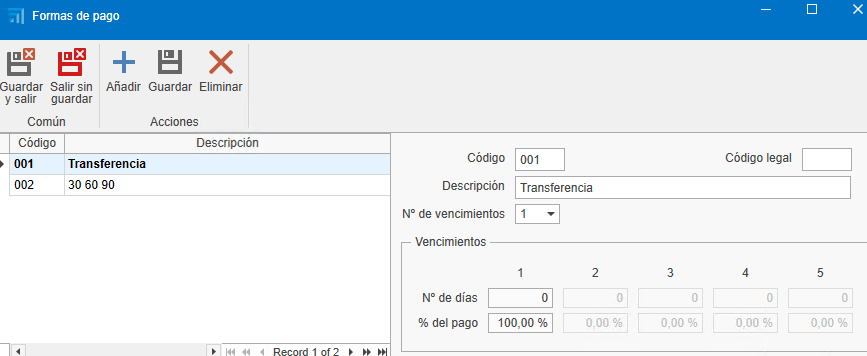 Formas de pago
Guardar y salir
Salir sin guardar
Añadir
Guardar
Eliminar
Común
Acciones
Código Descripción
001 Transferencia
002 30 60 90
Record 1 of 2
Código 001 Código legal
Descripción Transferencia
Nº de vencimientos 1
Vencimientos
1 2 3 4 5
Nº de días 0 0 0 0 0
% del pago 100,00 % 0,00 % 0,00 % 0,00 % 0,00 %